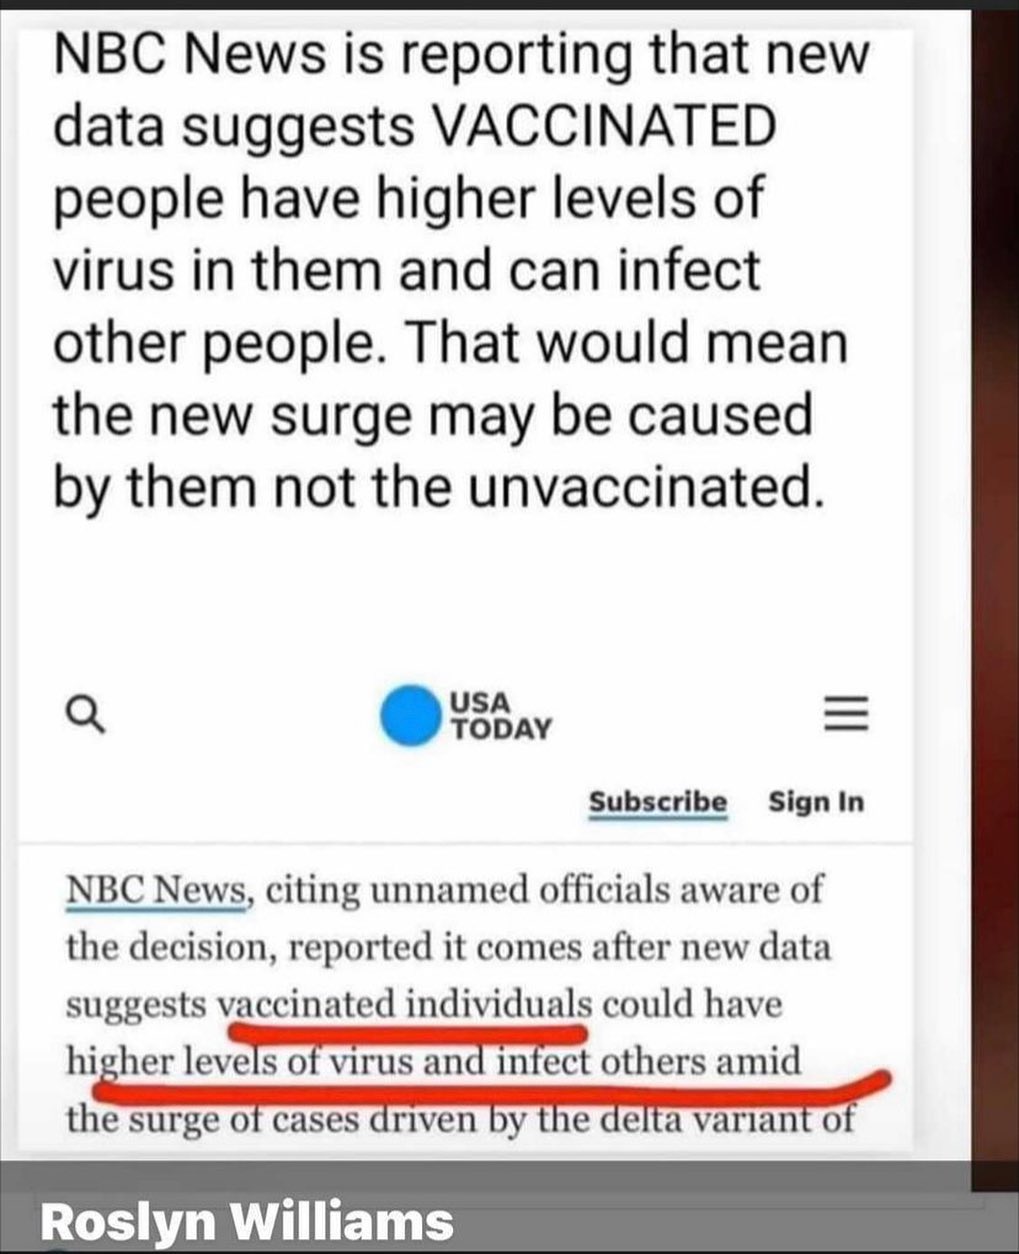 NBC News is reporting that new
data suggests VACCINATED
people have higher levels of
virus in them and can infect
other people. That would mean
the new surge may be caused
by them not the unvaccinated.
USA
TODAY
Subscribe Sign In
NBC News, citing unnamed officials aware of
the decision, reported it comes after new data
suggests vaccinated individuals could have
higher levels of virus and infect others amid
the surge of cases driven by the delta variant of
Roslyn Williams